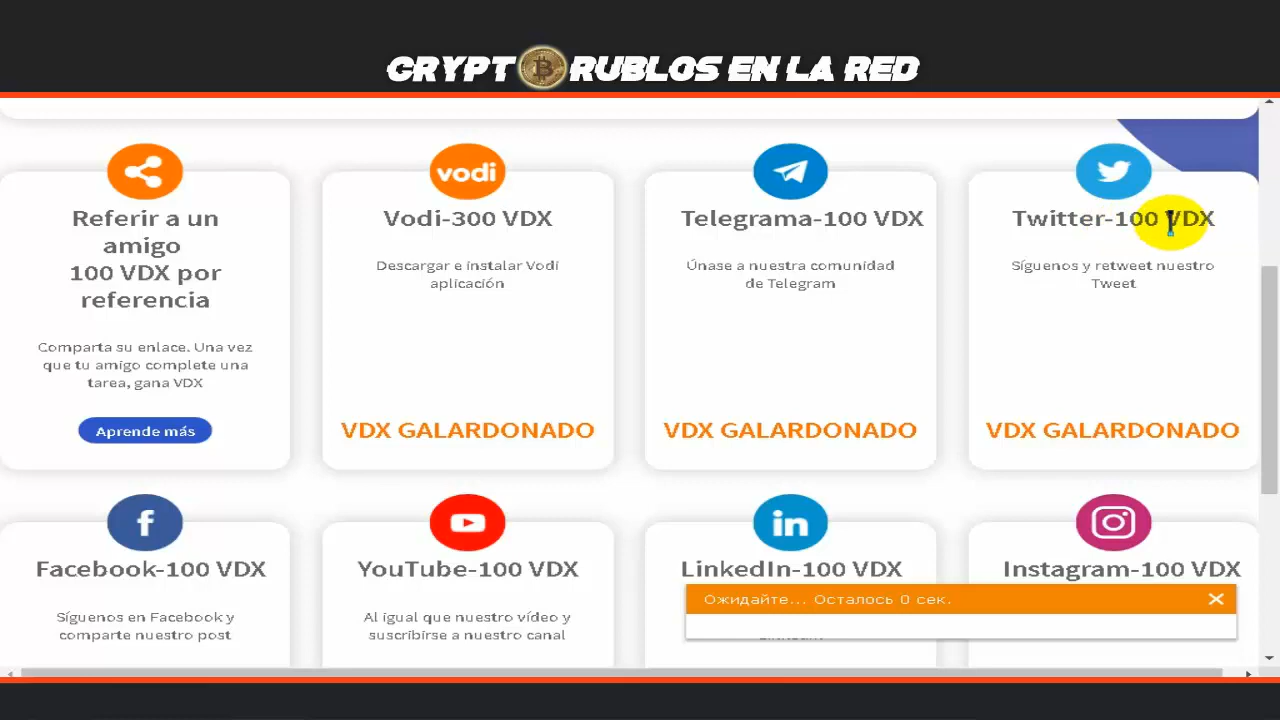 CRYPT RUBLOS EN LA RED
Referir a un
amigo
100 VDX por
referencia
Comparta su enlace. Una vez
que tu amigo complete una
tarea, gana VDX
Aprende más
vodi
Vodi-300 VDX
Descargar e instalar Vodi
aplicación
VDX GALARDONADO
Telegrama-100 VDX
Únase a nuestra comunidad
de Telegram
VDX GALARDONADO
Twitter-100 VDX
Síguenos y retweet nuestro
Tweet
VDX GALARDONADO
Facebook-100 VDX
Síguenos en Facebook y
comparte nuestro post
YouTube-100 VDX
Al igual que nuestro vídeo y
suscribirse a nuestro canal
in
LinkedIn-100 VDX
Instagram-100 VDX
Ожидайте... Осталось 0 сек.